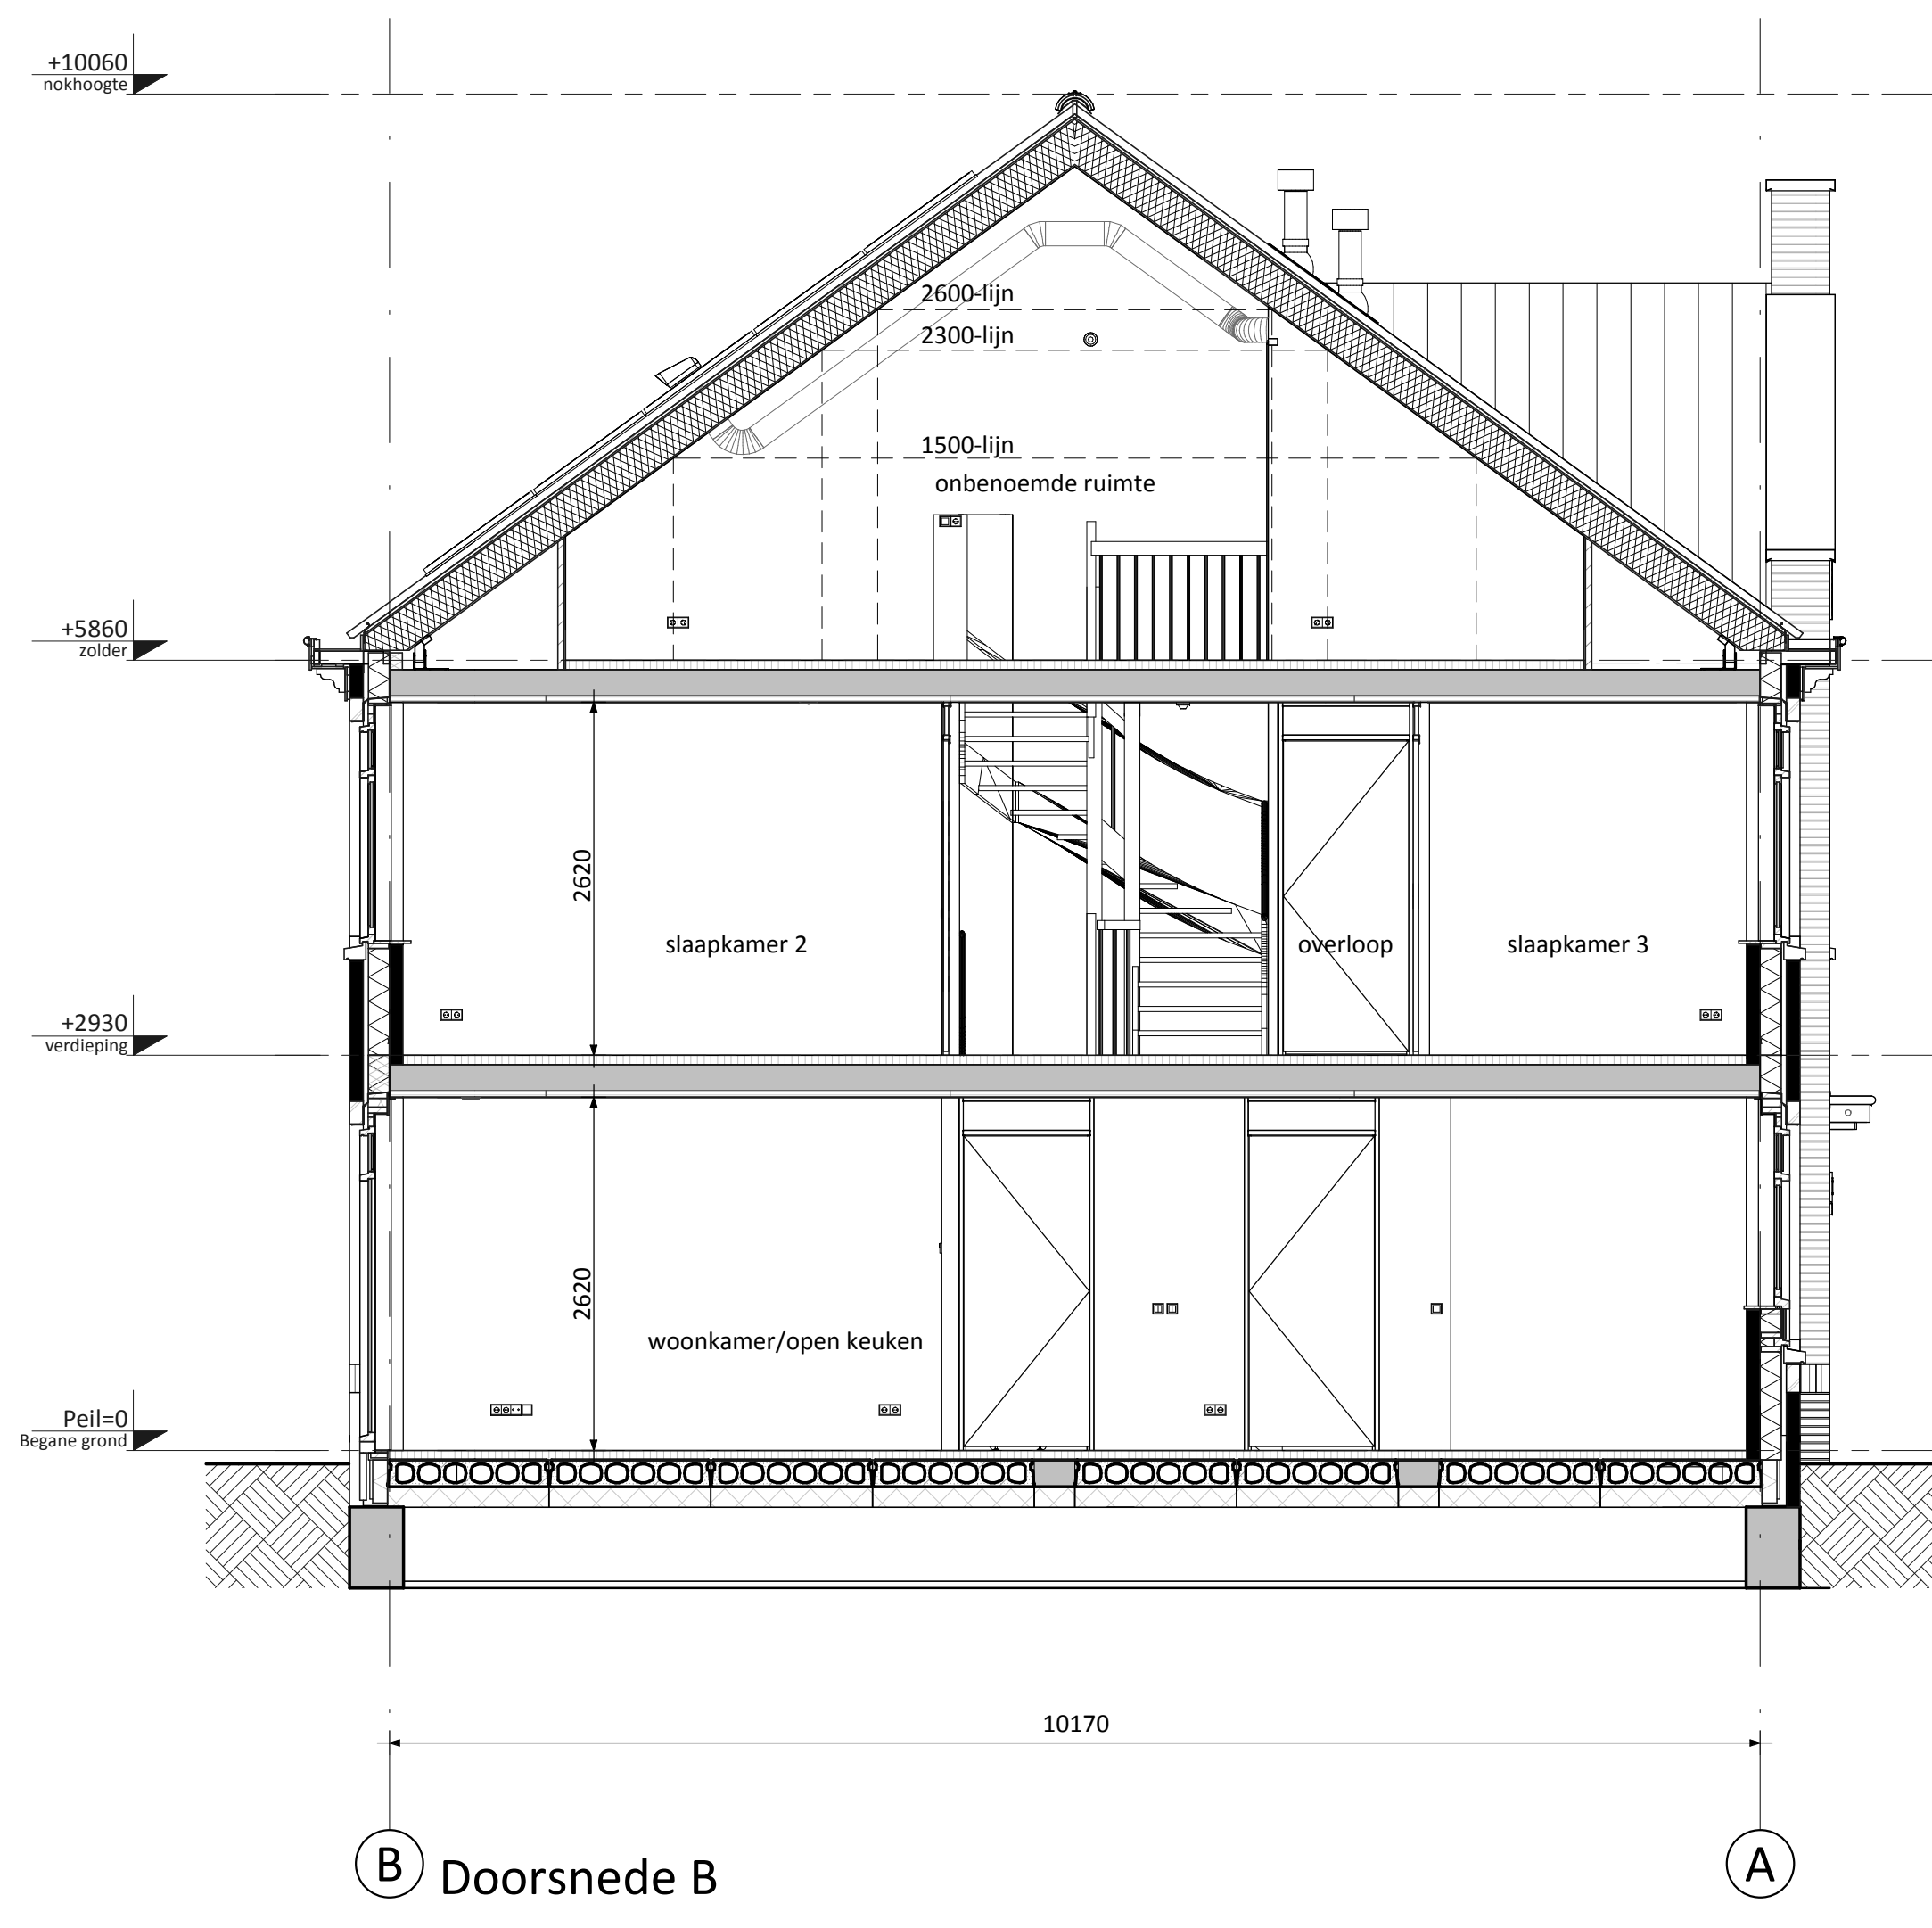 +10060
nokhoogte
2600-lijn
2300-lijn
1500-lijn
onbenoemde ruimte
+5860
zolder
2620
slaapkamer 2
overloop
slaapkamer 3
+2930
verdieping
2620
woonkamer/open keuken
Peil=0
Begane grond
10170
B
Doorsnede B
A